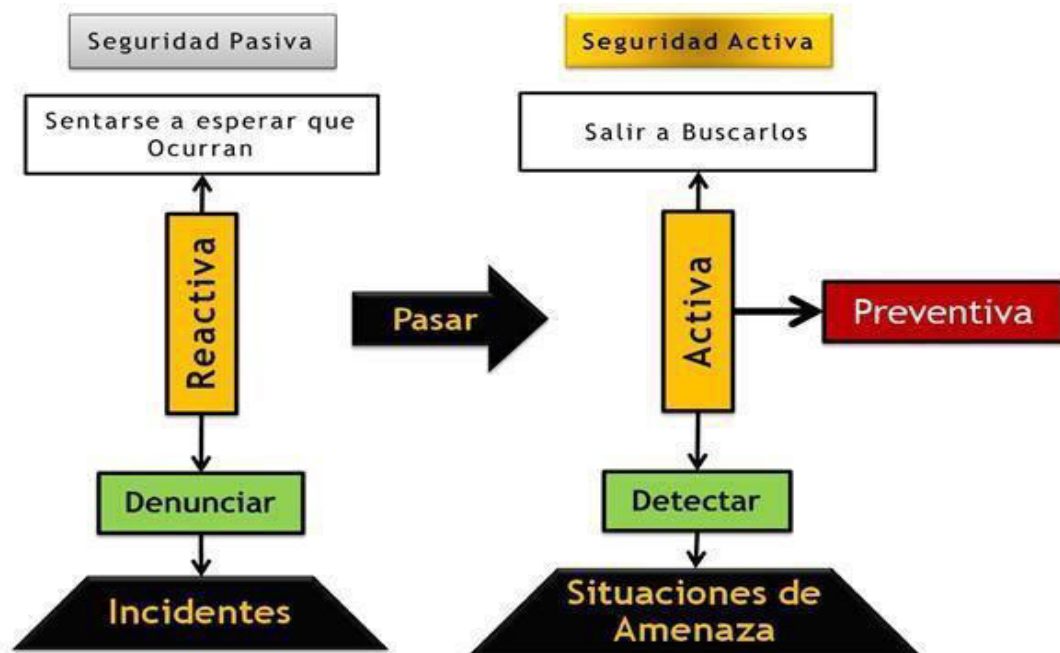 Seguridad Pasiva
Seguridad Activa
Sentarse a esperar que
Ocurran
Salir a Buscarlos
Reactiva
Pasar
Activa
Preventiva
Denunciar
Detectar
Incidentes
Situaciones de
Amenaza